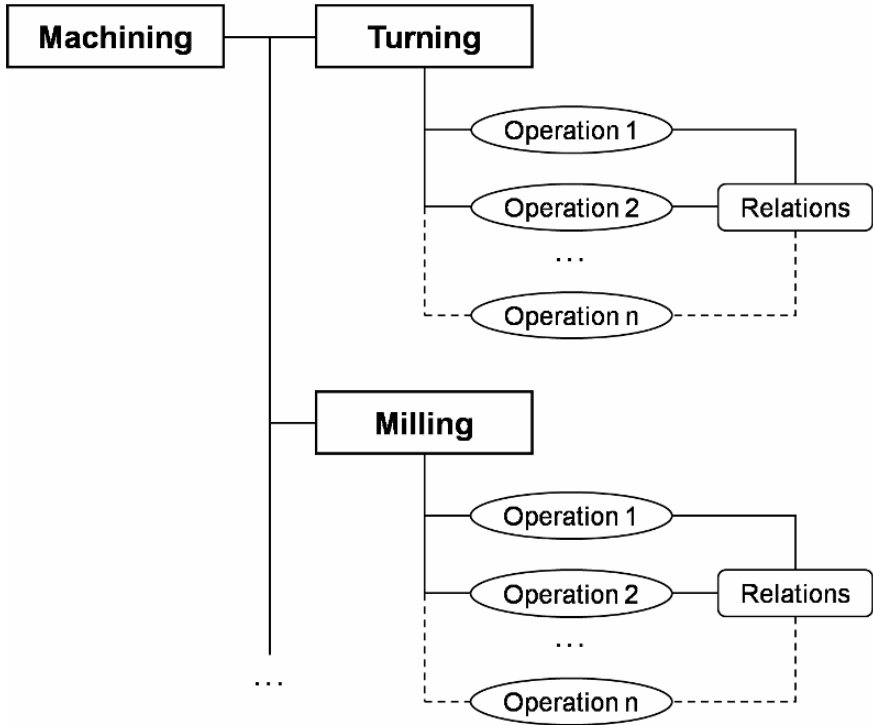 Machining
Turning
Operation 1
Operation 2
Relations
...
Operation n
Milling
Operation 1
Operation 2
Relations
...
Operation n
...